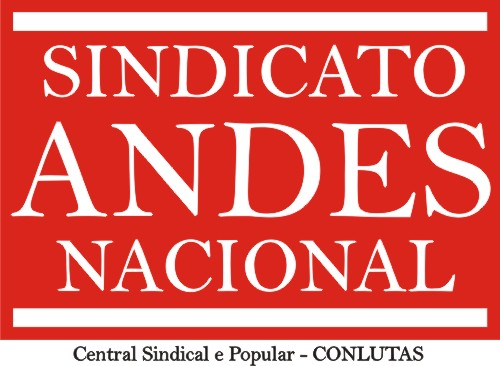 SINDICATO
ANDES
NACIONAL
Central Sindical e Popular - CONLUTAS